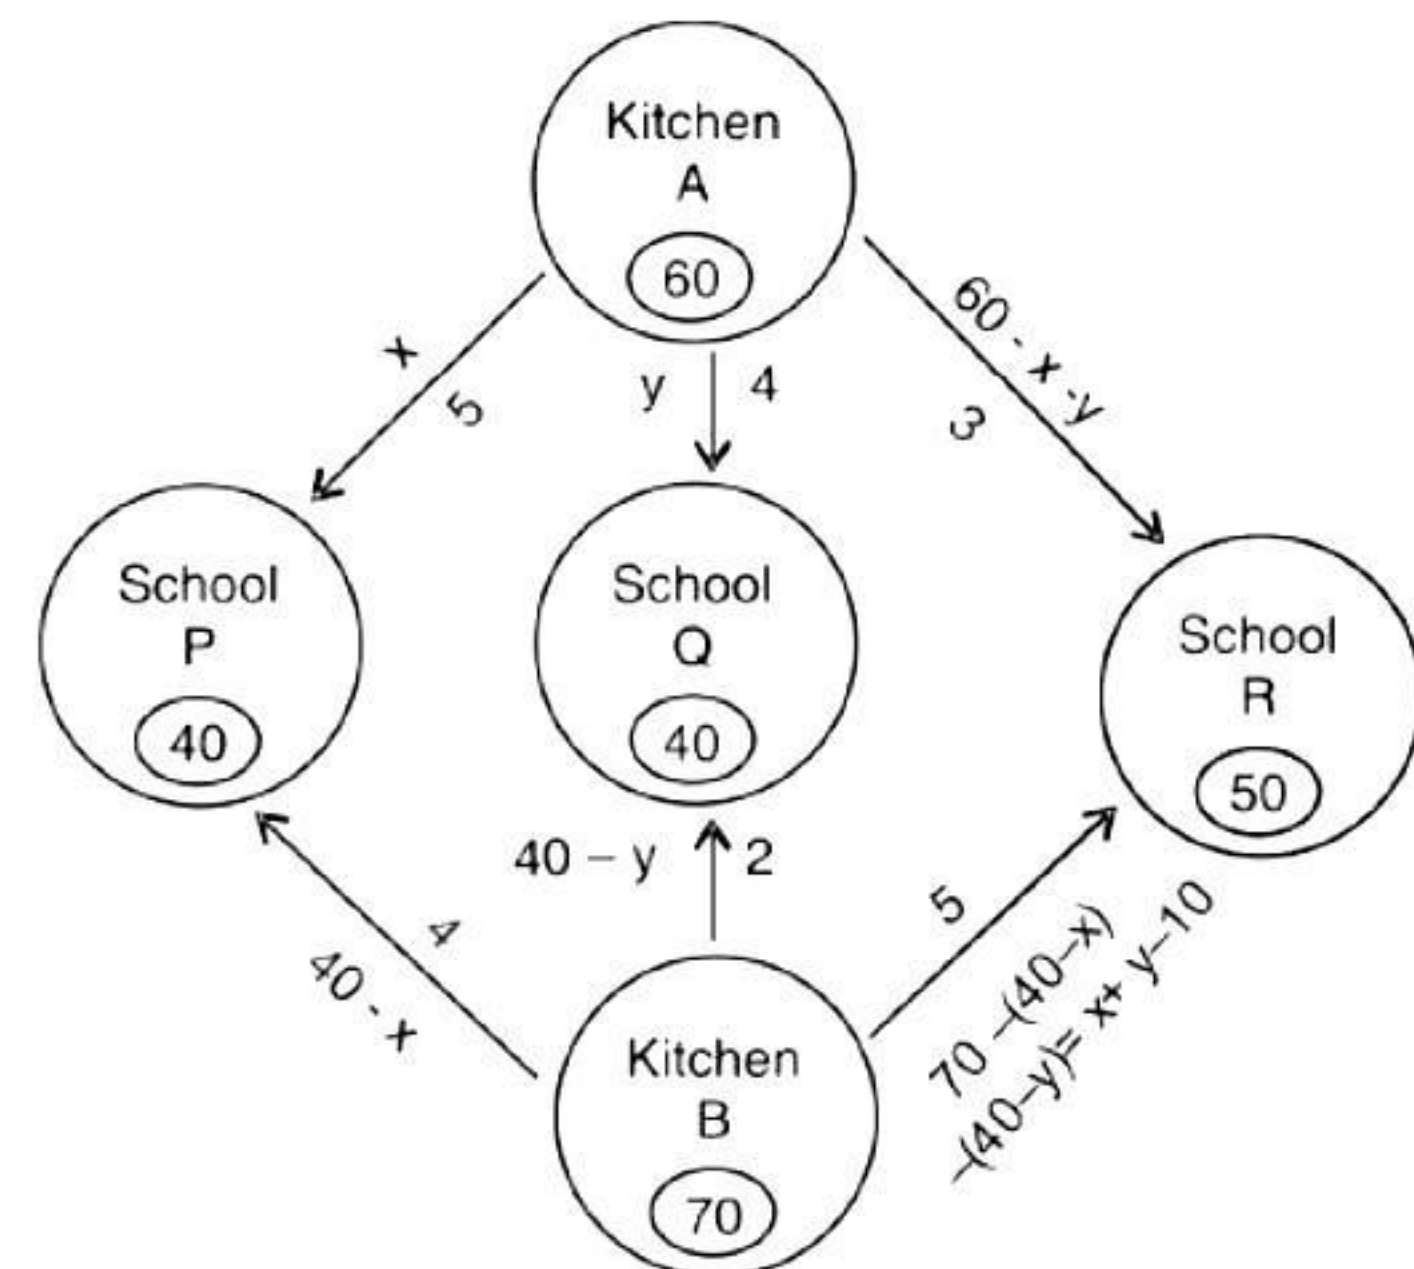 Kitchen
A
60
x
5
y
4
60 - x -y
3
School
P
40
School
Q
40
School
R
50
40 - x
4
40 – y
2
5
70 –(40–x)
–(40–y)= x+ y–10
Kitchen
B
70